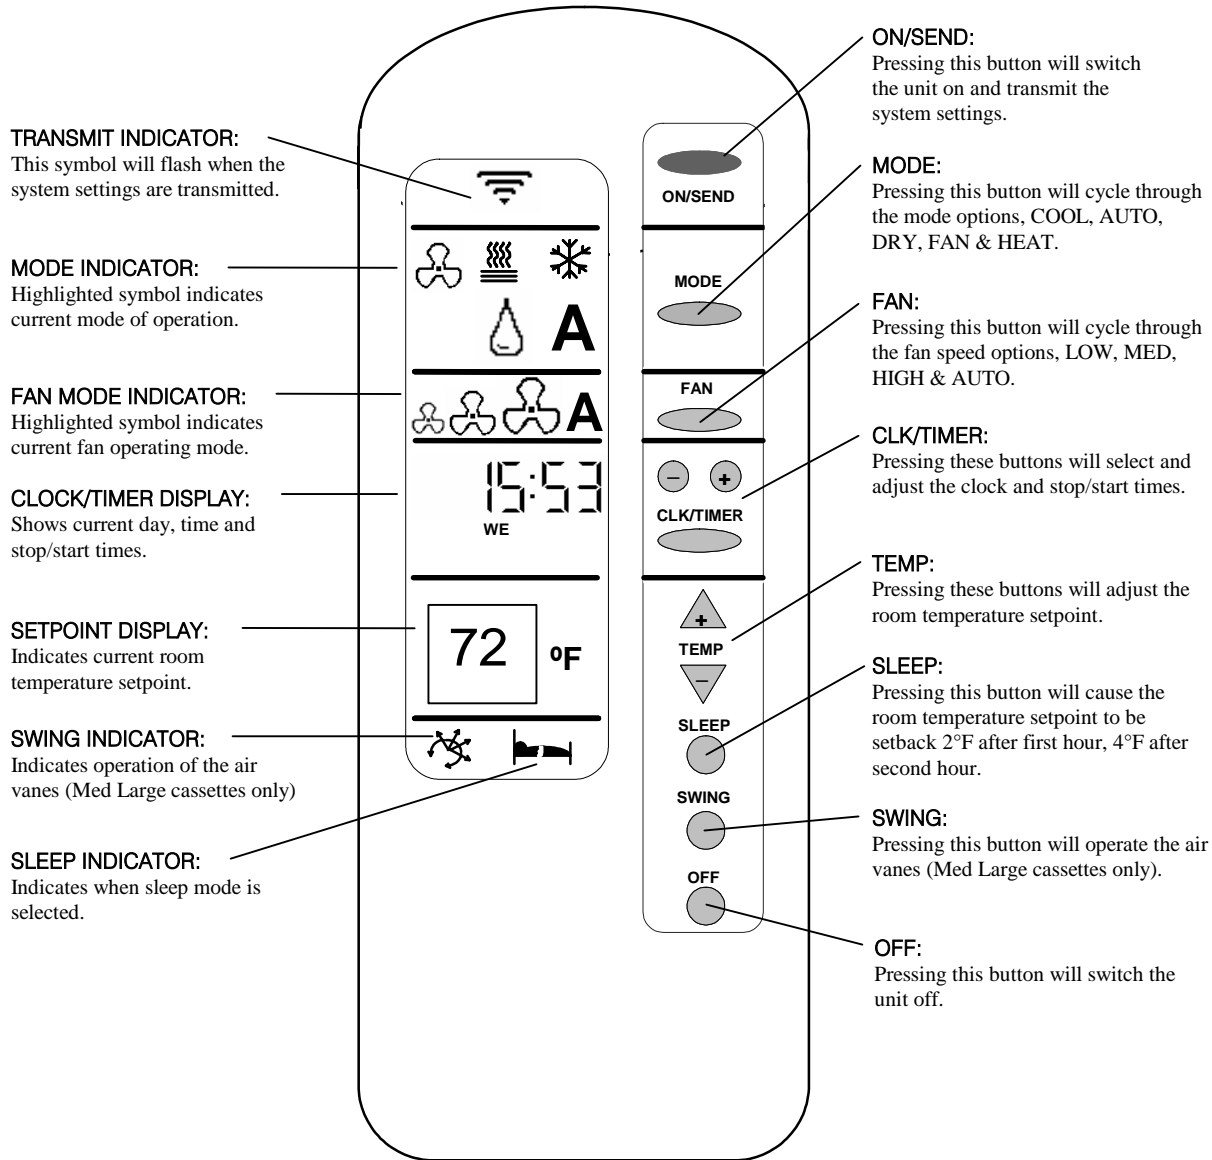 TRANSMIT INDICATOR:
This symbol will flash when the
system settings are transmitted.
MODE INDICATOR:
Highlighted symbol indicates
current mode of operation.
FAN MODE INDICATOR:
Highlighted symbol indicates
current fan operating mode.
CLOCK/TIMER DISPLAY:
Shows current day, time and
stop/start times.
SETPOINT DISPLAY:
Indicates current room
temperature setpoint.
SWING INDICATOR:
Indicates operation of the air
vanes (Med Large cassettes only)
SLEEP INDICATOR:
Indicates when sleep mode is
selected.
A
A
15:53
WE
72 ºF
ON/SEND
MODE
FAN
– +
CLK/TIMER
+
TEMP
–
SLEEP
SWING
OFF
ON/SEND:
Pressing this button will switch
the unit on and transmit the
system settings.
MODE:
Pressing this button will cycle through
the mode options, COOL, AUTO,
DRY, FAN & HEAT.
FAN:
Pressing this button will cycle through
the fan speed options, LOW, MED,
HIGH & AUTO.
CLK/TIMER:
Pressing these buttons will select and
adjust the clock and stop/start times.
TEMP:
Pressing these buttons will adjust the
room temperature setpoint.
SLEEP:
Pressing this button will cause the
room temperature setpoint to be
setback 2°F after first hour, 4°F after
second hour.
SWING:
Pressing this button will operate the air
vanes (Med Large cassettes only).
OFF:
Pressing this button will switch the
unit off.